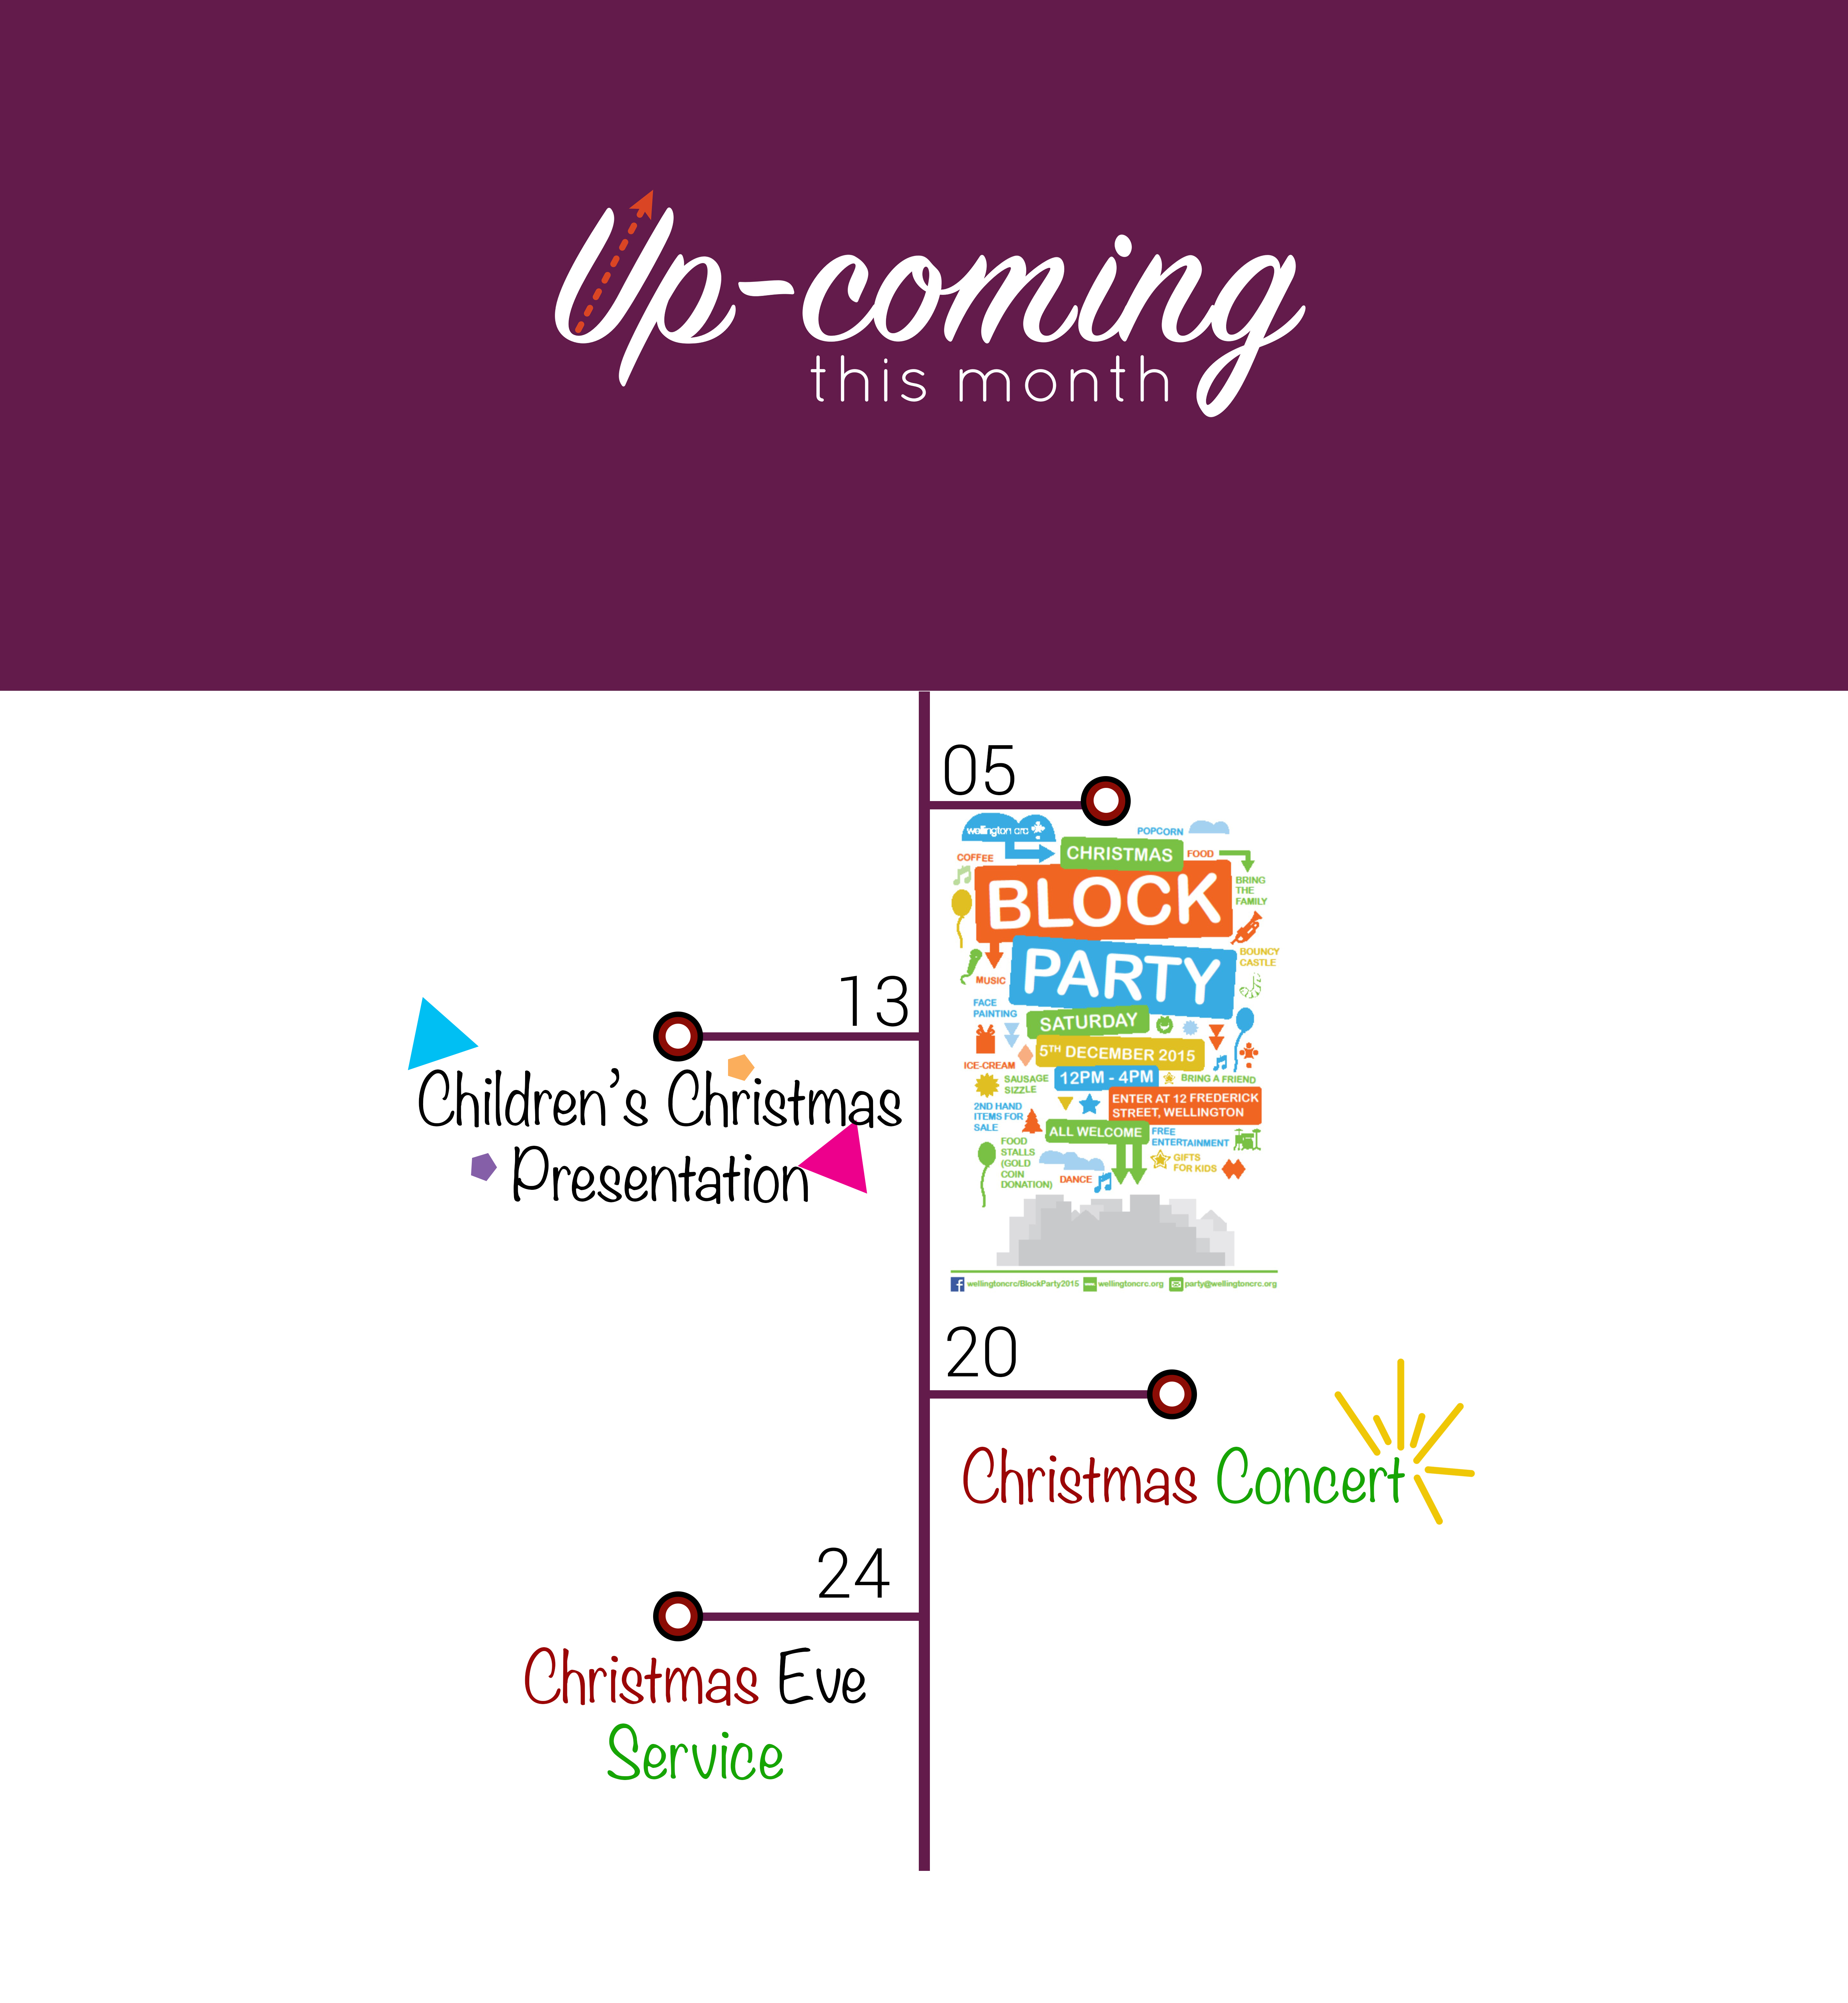 Up-coming
this month
05
wellington crc
POPCORN
CHRISTMAS
COFFEE
FOOD
BLOCK
BRING
THE
FAMILY
PARTY
BOUNCY
CASTLE
MUSIC
FACE
PAINTING
SATURDAY
5TH DECEMBER 2015
ICE-CREAM
12PM - 4PM
BRING A FRIEND
SAUSAGE
SIZZLE
ENTER AT 12 FREDERICK
STREET, WELLINGTON
2ND HAND
ITEMS FOR
SALE
ALL WELCOME
FREE
ENTERTAINMENT
FOOD
STALLS
(GOLD
COIN
DONATION)
DANCE
GIFTS
FOR KIDS
wellingtoncrc/BlockParty2015
wellingtoncrc.org
party@wellingtoncrc.org
13
Children's Christmas
Presentation
20
Christmas Concert
24
Christmas Eve
Service